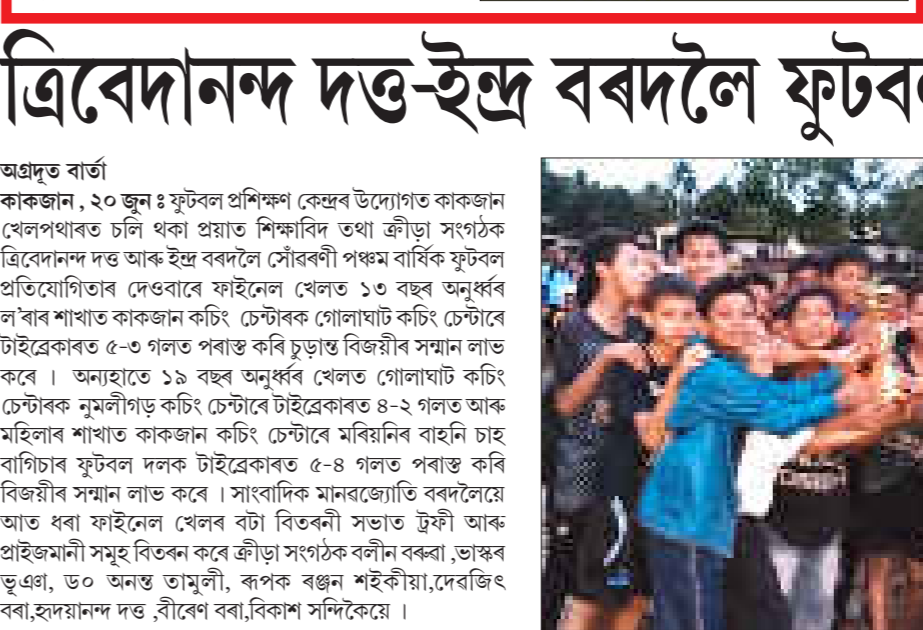 ত্ৰিবেদানন্দ দত্ত-ইন্দ্ৰ বৰদলৈ ফুটবল
অগ্ৰদূত বাৰ্তা
কাকজান , ২০ জুন ঃ ফুটবল প্ৰশিক্ষণ কেন্দ্ৰৰ উদ্যোগত কাকজান
খেলপথাৰত চলি থকা প্ৰয়াত শিক্ষাবিদ তথা ক্ৰীড়া সংগঠক
ত্ৰিবেদানন্দ দত্ত আৰু ইন্দ্ৰ বৰদলৈ সোঁৱৰণী পঞ্চম বাৰ্ষিক ফুটবল
প্ৰতিযোগিতাৰ দেওবাৰে ফাইনেল খেলত ১৩ বছৰ অনুৰ্ধ্বৰ
ল'ৰাৰ শাখাত কাকজান কচিং চেন্টাৰক গোলাঘাট কচিং চেন্টাৰে
টাইব্ৰেকাৰত ৫-৩ গলত পৰাস্ত কৰি চুড়ান্ত বিজয়ীৰ সন্মান লাভ
কৰে । অন্যহাতে ১৯ বছৰ অনুৰ্ধ্বৰ খেলত গোলাঘাট কচিং
চেন্টাৰক নুমলীগড় কচিং চেন্টাৰে টাইব্ৰেকাৰত ৪-২ গলত আৰু
মহিলাৰ শাখাত কাকজান কচিং চেন্টাৰে মৰিয়নিৰ বাহনি চাহ
বাগিচাৰ ফুটবল দলক টাইব্ৰেকাৰত ৫-৪ গলত পৰাস্ত কৰি
বিজয়ীৰ সন্মান লাভ কৰে । সাংবাদিক মানৱজ্যোতি বৰদলৈয়ে
আত ধৰা ফাইনেল খেলৰ বটা বিতৰনী সভাত ট্ৰফী আৰু
প্ৰাইজমানী সমূহ বিতৰন কৰে ক্ৰীড়া সংগঠক বলীন বৰুৱা ,ভাস্কৰ
ভূঞা, ড০ অনন্ত তামুলী, ৰূপক ৰঞ্জন শইকীয়া,দেৱজিৎ
বৰা,হৃদয়ানন্দ দত্ত ,বীৰেণ বৰা,বিকাশ সন্দিকৈয়ে ।